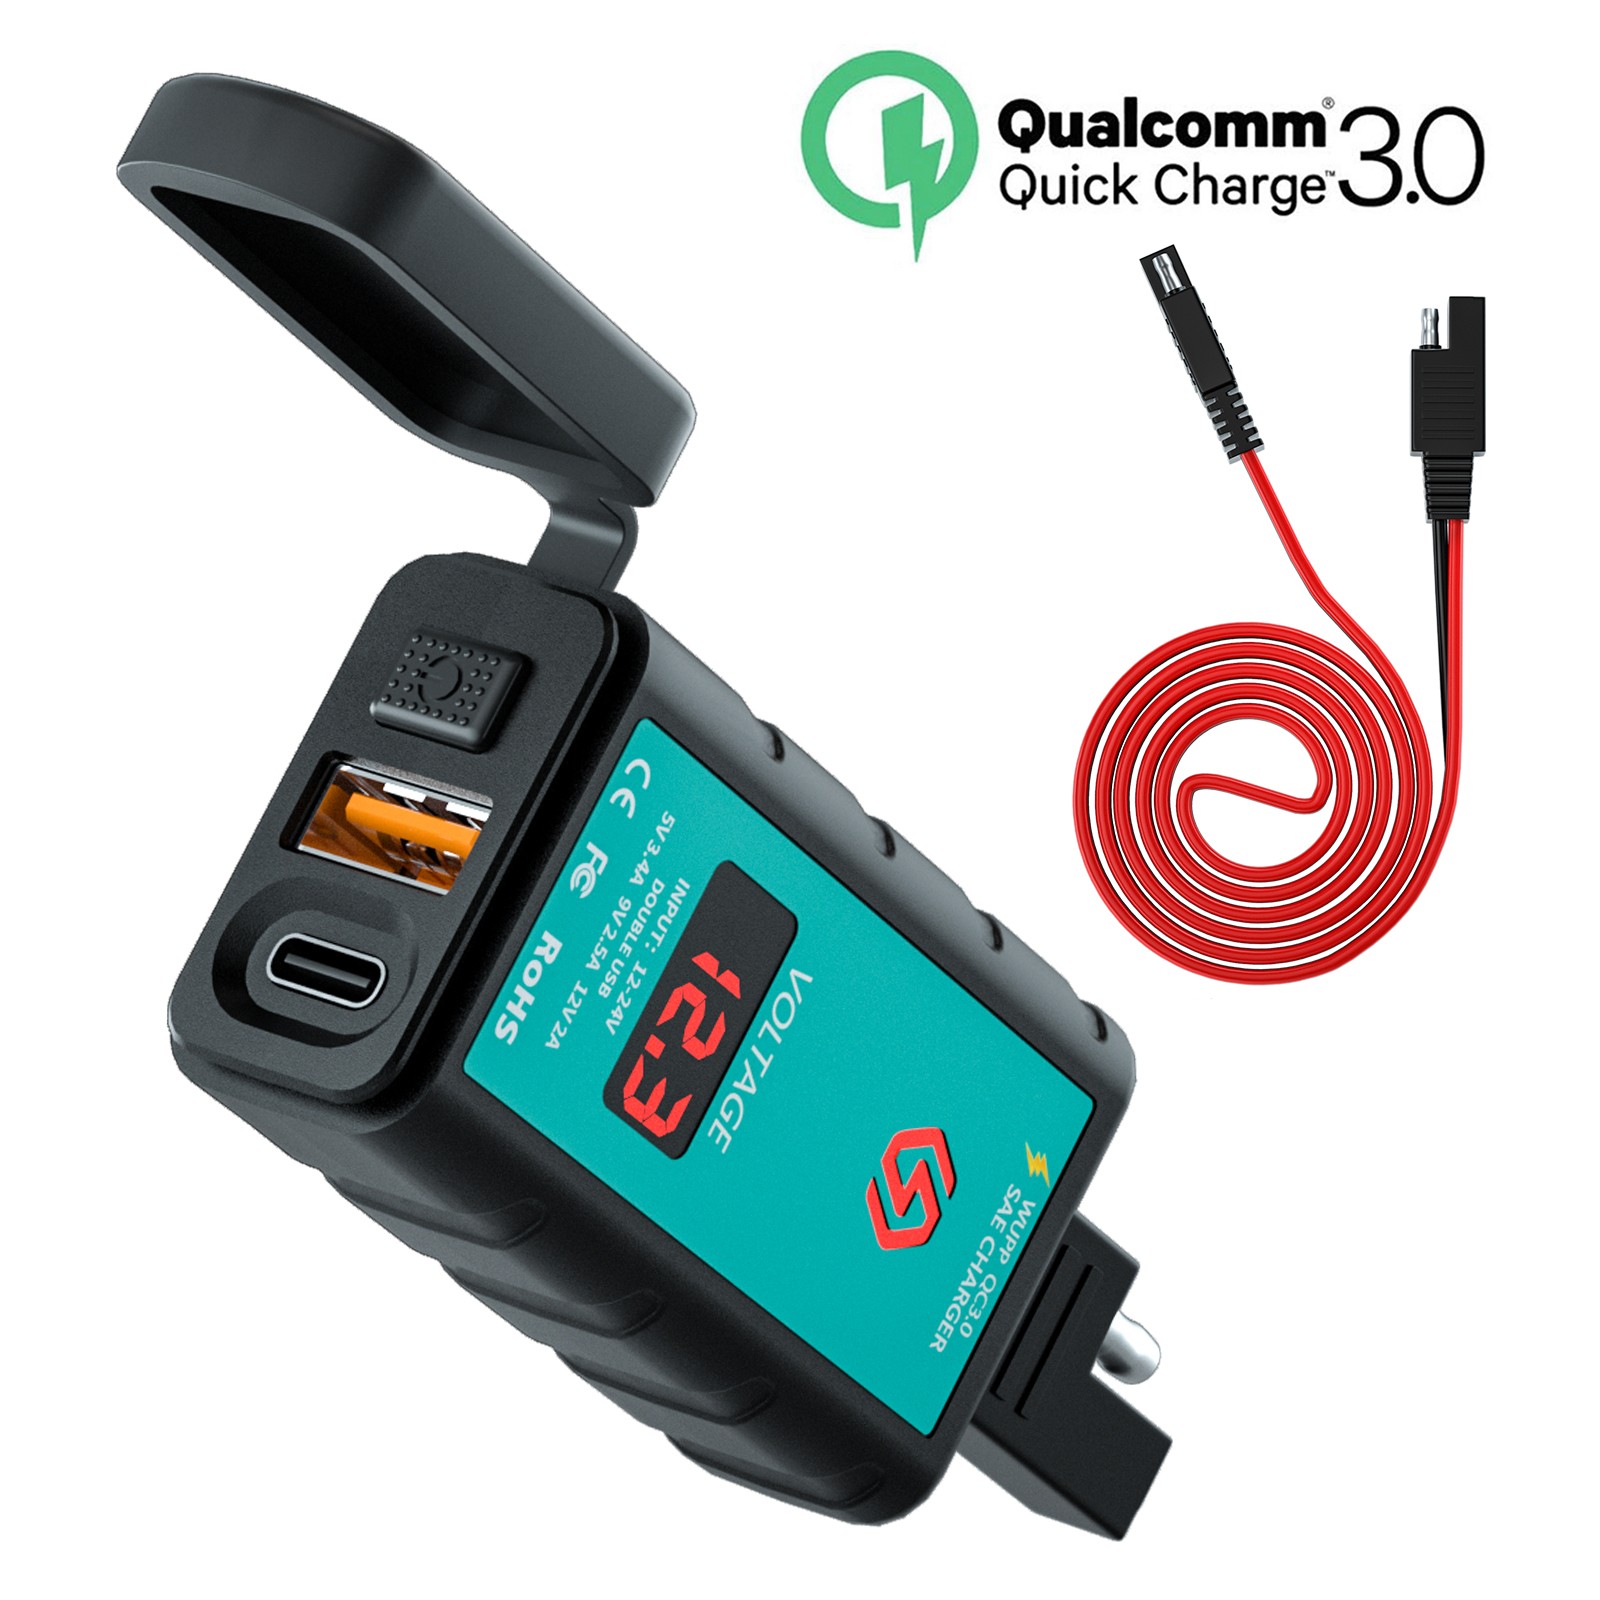 Qualcomm®
Quick Charge™ 3.0
CE FC RoHS
5V3.4A 9V2.5A 12V2A
DOUBLE USB
INPUT: 12-24V
12.3
VOLTAGE
WUPP QC3.0
SAE CHARGER